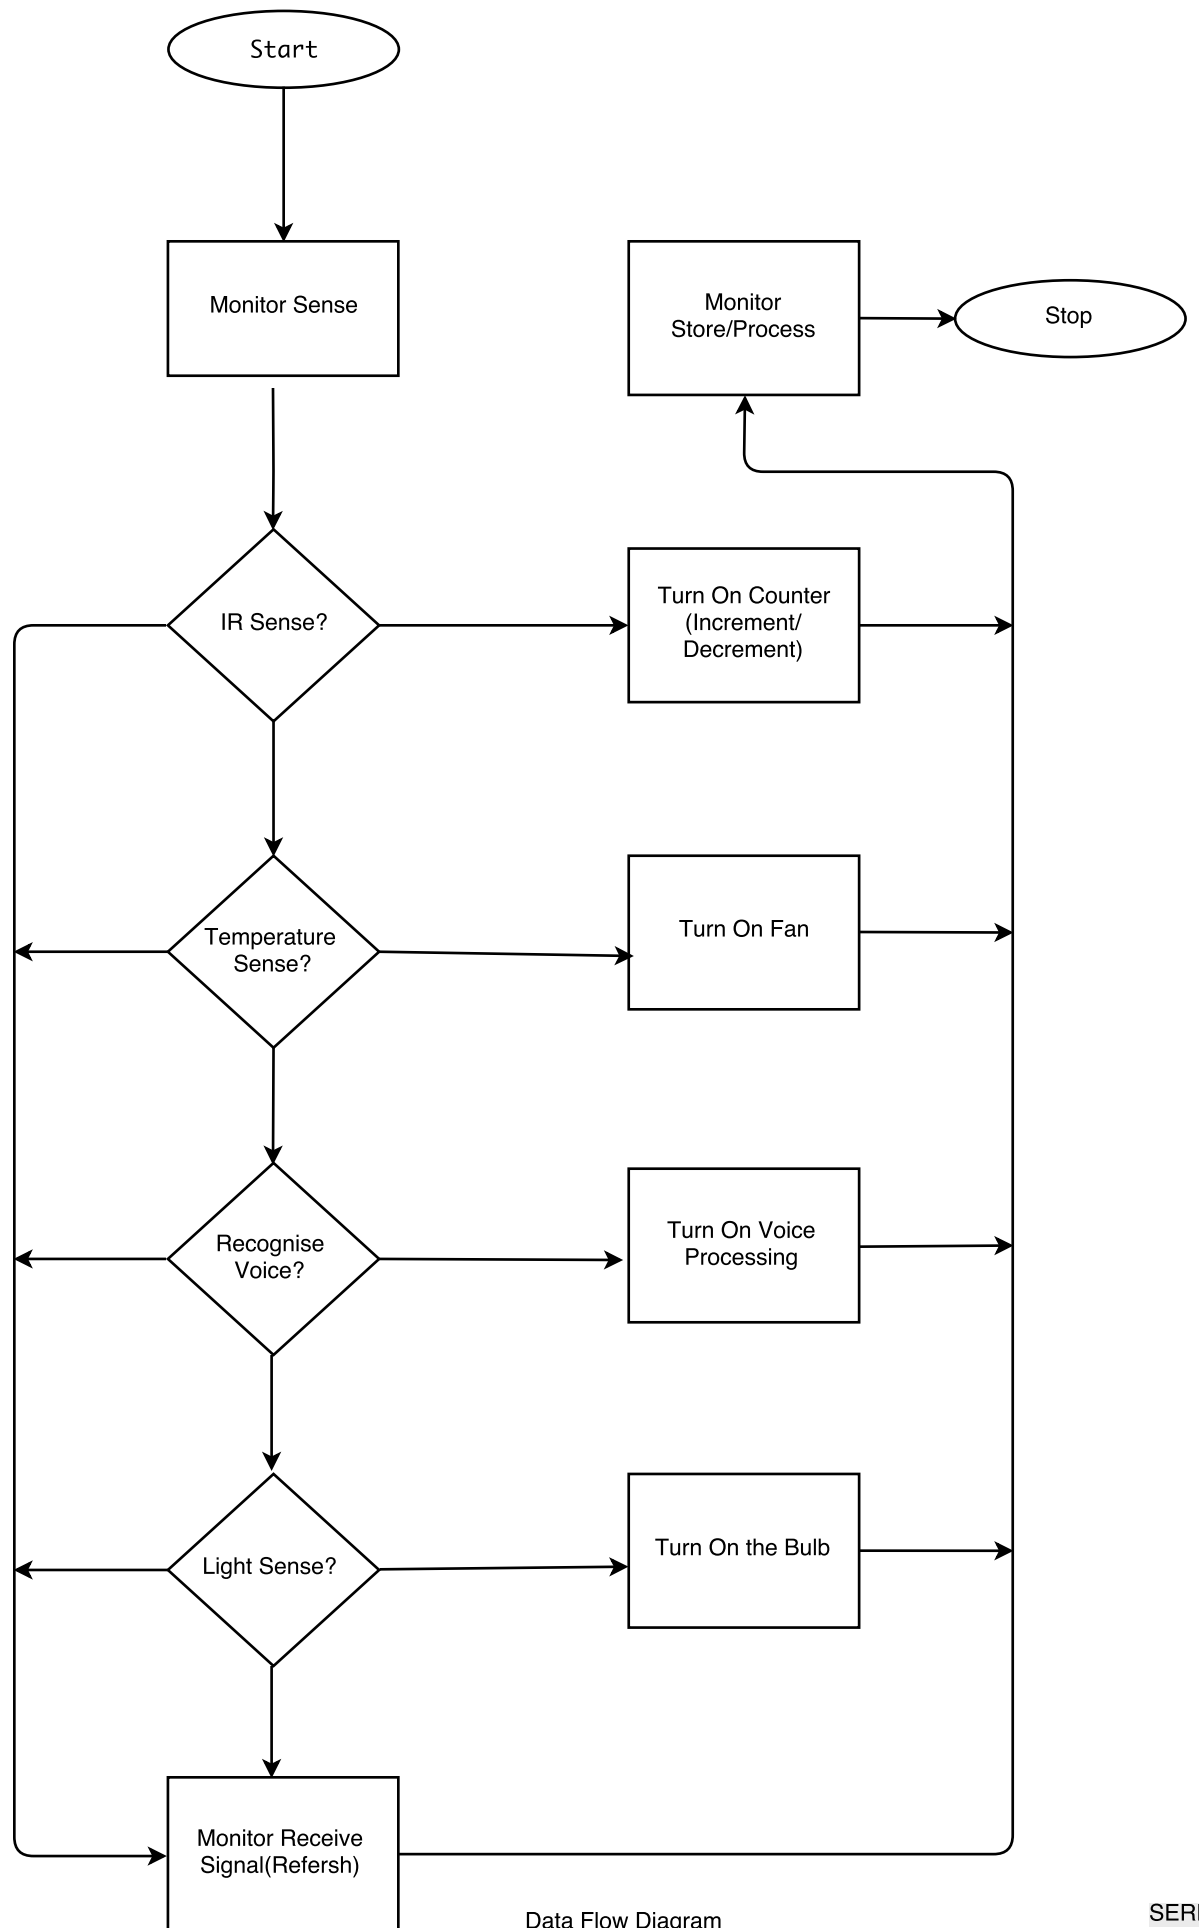 Start
Monitor Sense
Monitor
Store/Process
Stop
IR Sense?
Turn On Counter
(Increment/
Decrement)
Temperature
Sense?
Turn On Fan
Recognise
Voice?
Turn On Voice
Processing
Light Sense?
Turn On the Bulb
Monitor Receive
Signal(Refersh)
Data Flow Diagram